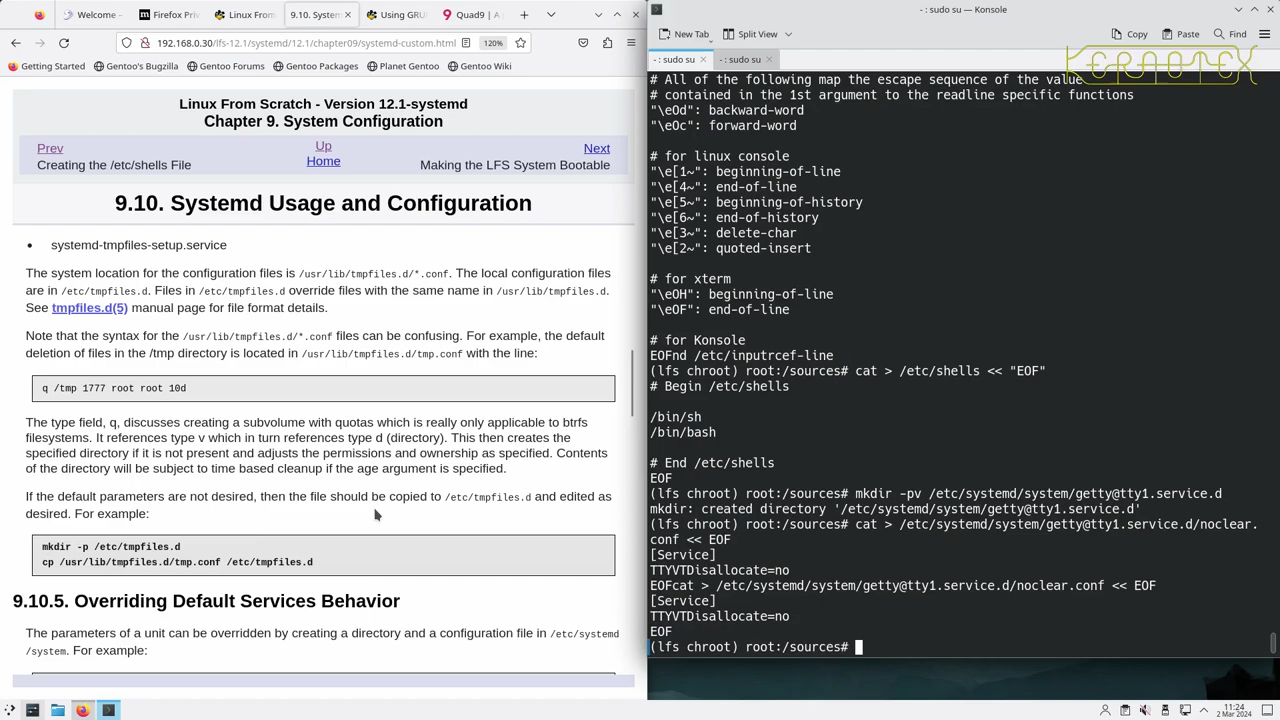 Welcome —
Firefox Priv
Linux From
9.10. System
Using GRU
Quad9 | A
192.168.0.30/lfs-12.1/systemd/12.1/chapter09/systemd-custom.html
120%
Getting Started
Gentoo's Bugzilla
Gentoo Forums
Gentoo Packages
Planet Gentoo
Gentoo Wiki
Linux From Scratch - Version 12.1-systemd
Chapter 9. System Configuration
Prev
Up
Next
Creating the /etc/shells File
Home
Making the LFS System Bootable
9.10. Systemd Usage and Configuration
• systemd-tmpfiles-setup.service
The system location for the configuration files is /usr/lib/tmpfiles.d/*.conf. The local configuration files
are in /etc/tmpfiles.d. Files in /etc/tmpfiles.d override files with the same name in /usr/lib/tmpfiles.d.
See tmpfiles.d(5) manual page for file format details.
Note that the syntax for the /usr/lib/tmpfiles.d/*.conf files can be confusing. For example, the default
deletion of files in the /tmp directory is located in /usr/lib/tmpfiles.d/tmp.conf with the line:
q /tmp 1777 root root 10d
The type field, q, discusses creating a subvolume with quotas which is really only applicable to btrfs
filesystems. It references type v which in turn references type d (directory). This then creates the
specified directory if it is not present and adjusts the permissions and ownership as specified. Contents
of the directory will be subject to time based cleanup if the age argument is specified.
If the default parameters are not desired, then the file should be copied to /etc/tmpfiles.d and edited as
desired. For example:
mkdir -p /etc/tmpfiles.d
cp /usr/lib/tmpfiles.d/tmp.conf /etc/tmpfiles.d
9.10.5. Overriding Default Services Behavior
The parameters of a unit can be overridden by creating a directory and a configuration file in /etc/systemd
/system. For example:
- : sudo su — Konsole
New Tab
Split View
Copy
Paste
Find
- : sudo su
- : sudo su
KERNOTEX
# All of the following map the escape sequence of the value
# contained in the 1st argument to the readline specific functions
"\eOd": backward-word
"\eOc": forward-word
# for linux console
"\e[1~": beginning-of-line
"\e[4~": end-of-line
"\e[5~": beginning-of-history
"\e[6~": end-of-history
"\e[3~": delete-char
"\e[2~": quoted-insert
# for xterm
"\eOH": beginning-of-line
"\eOF": end-of-line
# for Konsole
EOFnd /etc/inputrcef-line
(lfs chroot) root:/sources# cat > /etc/shells << "EOF"
# Begin /etc/shells
/bin/sh
/bin/bash
# End /etc/shells
EOF
(lfs chroot) root:/sources# mkdir -pv /etc/systemd/system/getty@tty1.service.d
mkdir: created directory '/etc/systemd/system/getty@tty1.service.d'
(lfs chroot) root:/sources# cat > /etc/systemd/system/getty@tty1.service.d/noclear.
conf << EOF
[Service]
TTYVTDisallocate=no
EOFcat > /etc/systemd/system/getty@tty1.service.d/noclear.conf << EOF
[Service]
TTYVTDisallocate=no
EOF
(lfs chroot) root:/sources#
11:24
2 Mar 2024